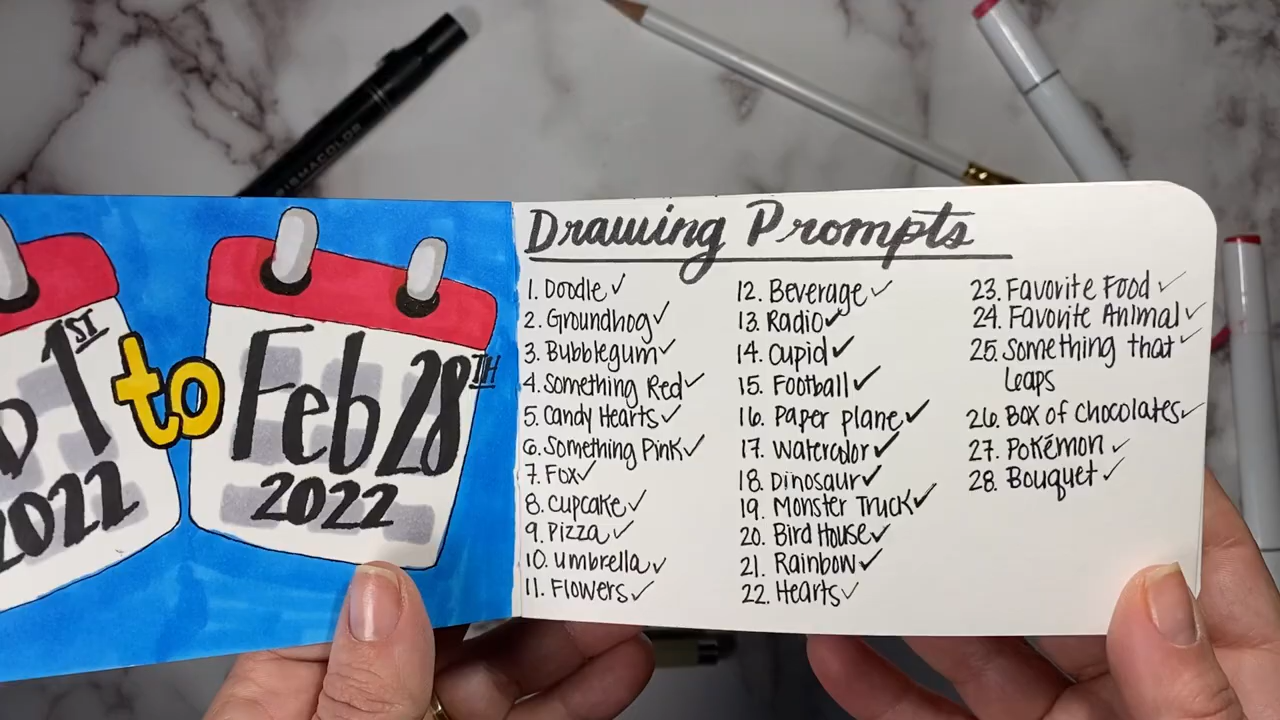 PRISMACOLOR
1ST
2022
to
Feb 28TH
2022
Drawing Prompts
1. Doodle ✓
2. Groundhog ✓
3. Bubblegum ✓
4. Something Red ✓
5. Candy Hearts ✓
6. Something Pink ✓
7. Fox ✓
8. Cupcake ✓
9. Pizza ✓
10. Umbrella ✓
11. Flowers ✓
12. Beverage ✓
13. Radio ✓
14. Cupid ✓
15. Football ✓
16. Paper plane ✓
17. Watercolor ✓
18. Dinosaur ✓
19. Monster Truck ✓
20. Bird House ✓
21. Rainbow ✓
22. Hearts ✓
23. Favorite Food ✓
24. Favorite Animal ✓
25. Something that ✓
Leaps
26. Box of Chocolates ✓
27. Pokémon ✓
28. Bouquet ✓